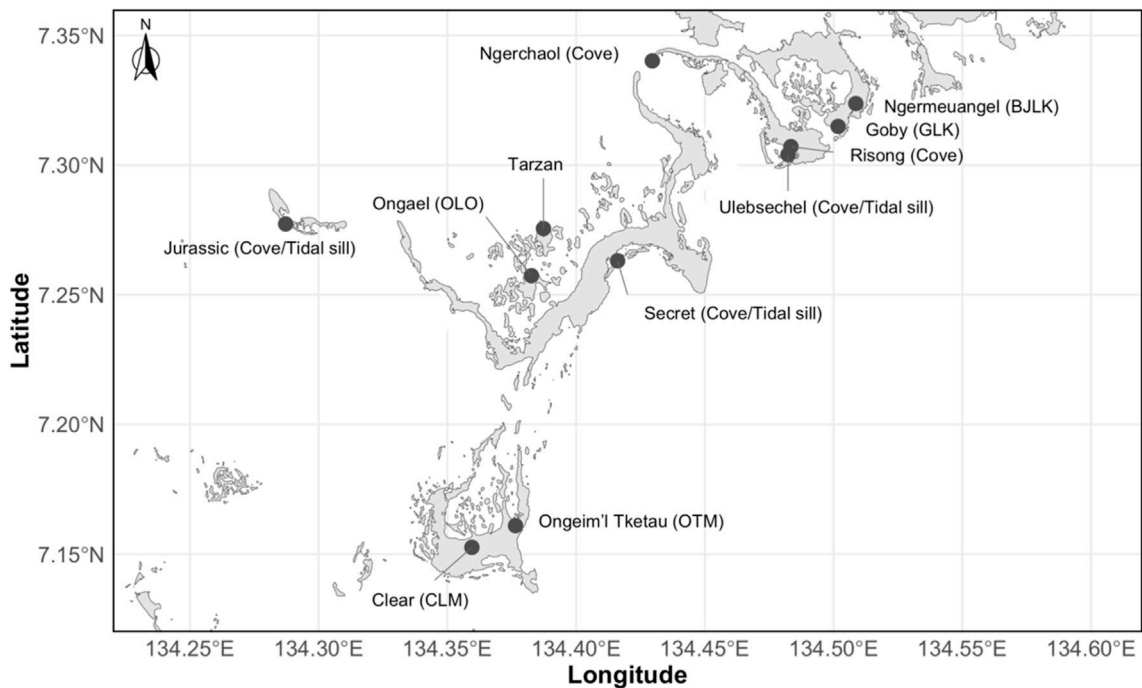 N
7.35°N
7.30°N
7.25°N
7.20°N
7.15°N
Latitude
Ngerchaol (Cove)
Ngermeuangel (BJLK)
Goby (GLK)
Risong (Cove)
Tarzan
Ulebsechel (Cove/Tidal sill)
Ongael (OLO)
Jurassic (Cove/Tidal sill)
Secret (Cove/Tidal sill)
Ongeim'l Tketau (OTM)
Clear (CLM)
134.25°E 134.30°E 134.35°E 134.40°E 134.45°E 134.50°E 134.55°E 134.60°E
Longitude